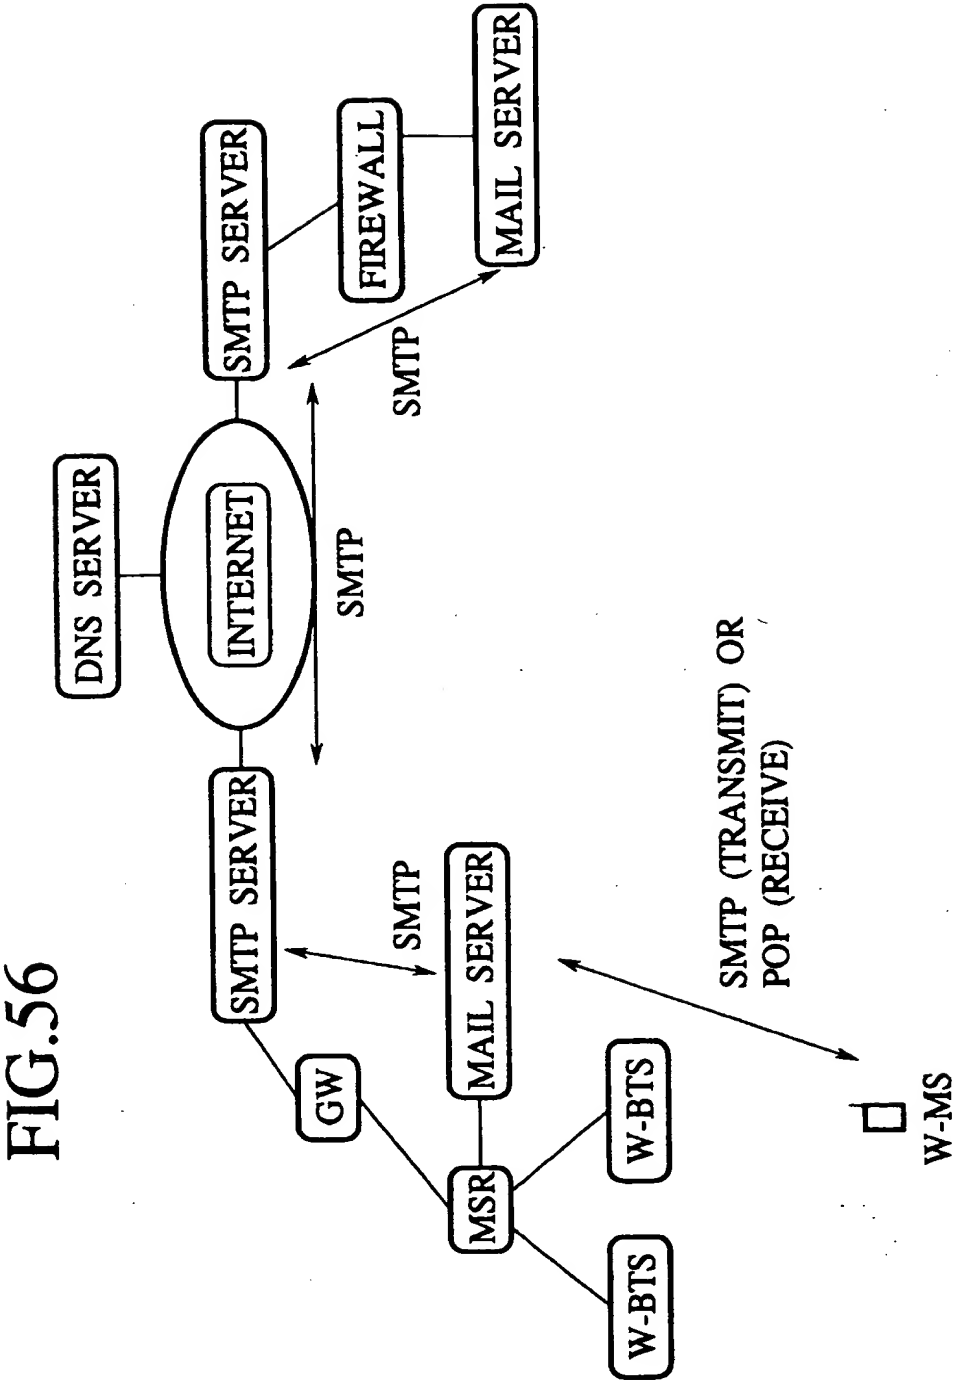 FIG.56
DNS SERVER
SMTP SERVER
INTERNET
SMTP SERVER
GW
SMTP
FIREWALL
SMTP
SMTP
MSR
MAIL SERVER
MAIL SERVER
W-BTS
W-BTS
SMTP (TRANSMIT) OR
POP (RECEIVE)
W-MS